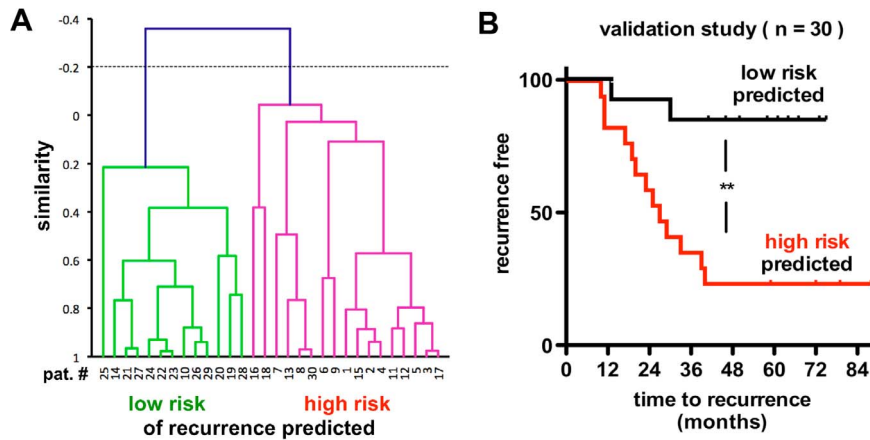 A
-0.4
-0.2
0
0.2
0.4
0.6
0.8
1
similarity
pat. #
25 14 21 27 24 22 23 10 26 29 20 19 28 16 18 7 13 8 30 6 9 1 15 2 4 11 12 5 3 17
low risk high risk
of recurrence predicted
B
validation study ( n = 30 )
100
50
0
recurrence free
low risk
predicted
**
high risk
predicted
0 12 24 36 48 60 72 84
time to recurrence
(months)